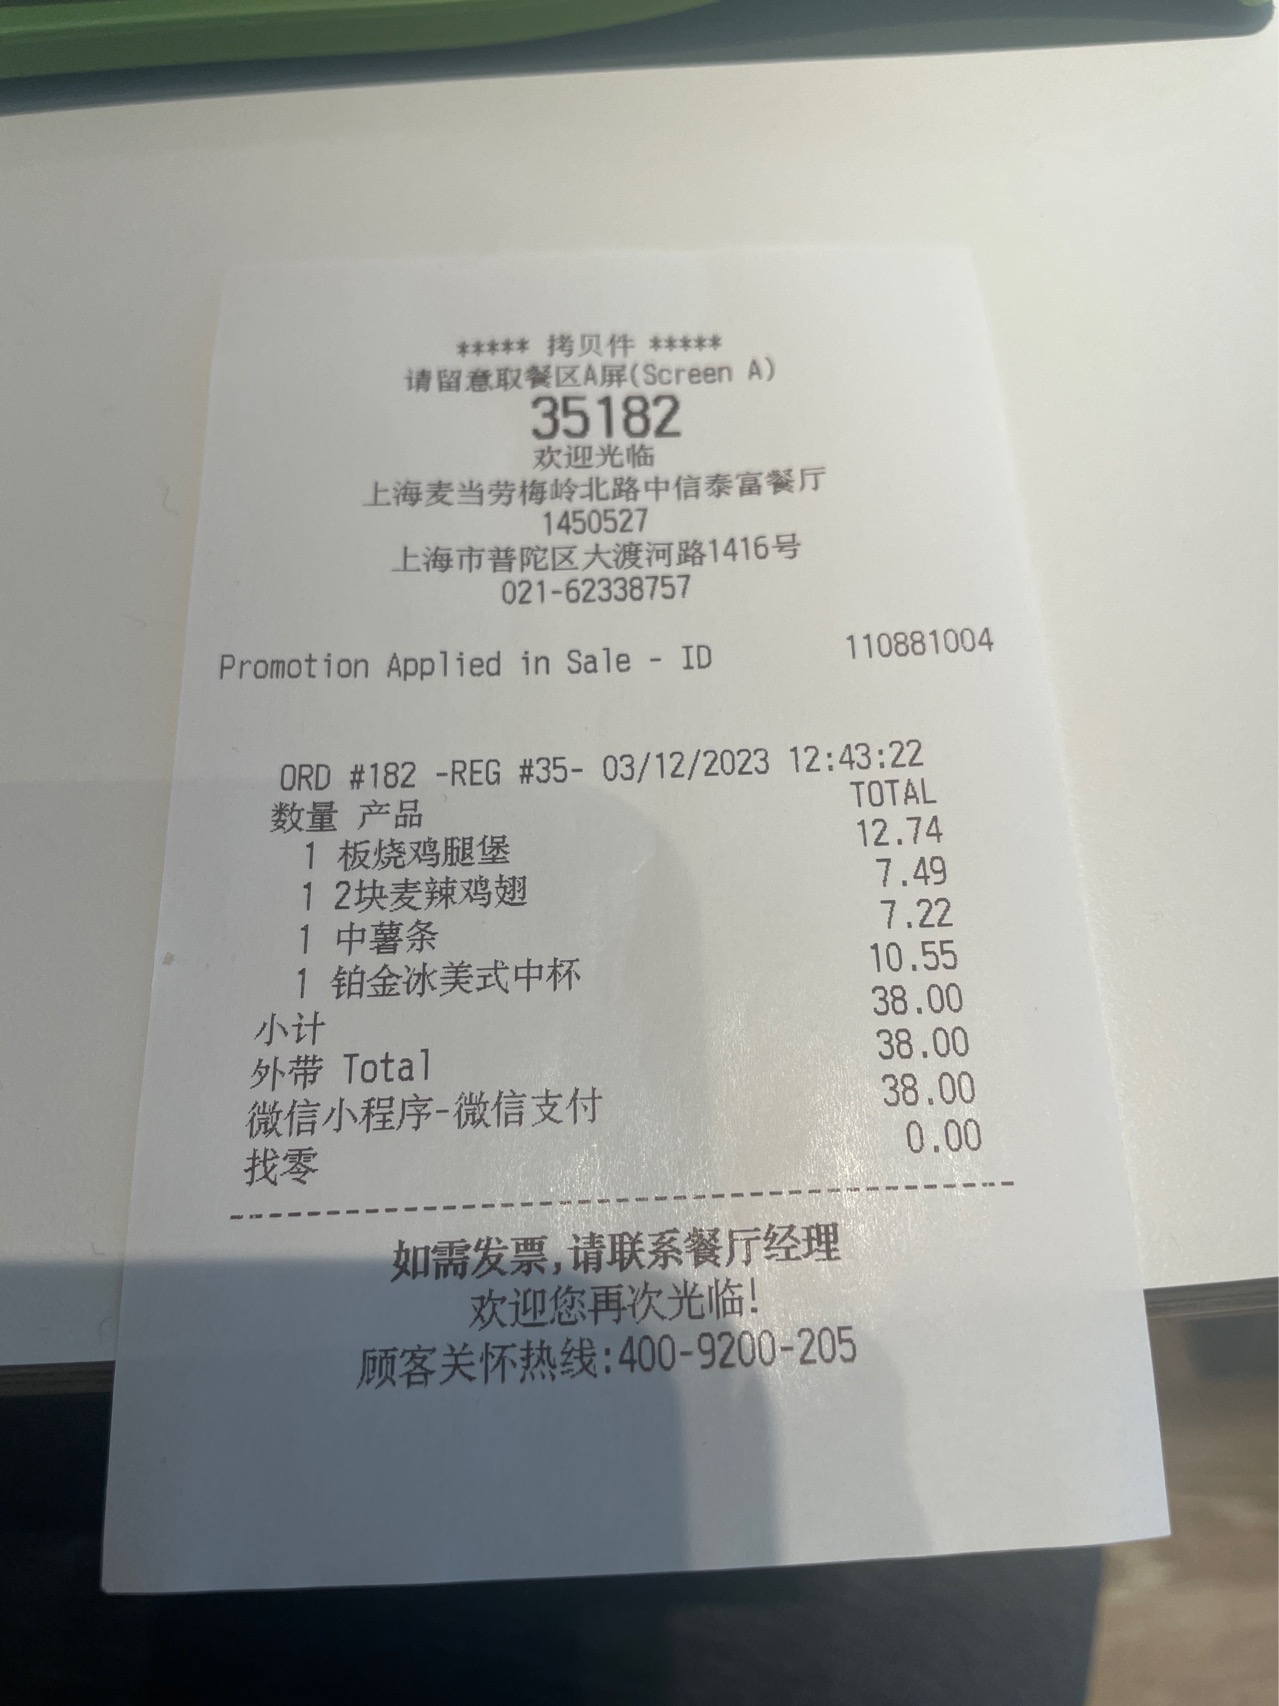 ***** 拷贝件 *****
请留意取餐区A屏(Screen A)
35182
欢迎光临
上海麦当劳梅岭北路中信泰富餐厅
1450527
上海市普陀区大渡河路1416号
021-62338757
Promotion Applied in Sale - ID 110881004
ORD #182 -REG #35- 03/12/2023 12:43:22
数量 产品 TOTAL
1 板烧鸡腿堡 12.74
1 2块麦辣鸡翅 7.49
1 中薯条 7.22
1 铂金冰美式中杯 10.55
小计 38.00
外带 Total 38.00
微信小程序-微信支付 38.00
找零 0.00
如需发票,请联系餐厅经理
欢迎您再次光临!
顾客关怀热线:400-9200-205